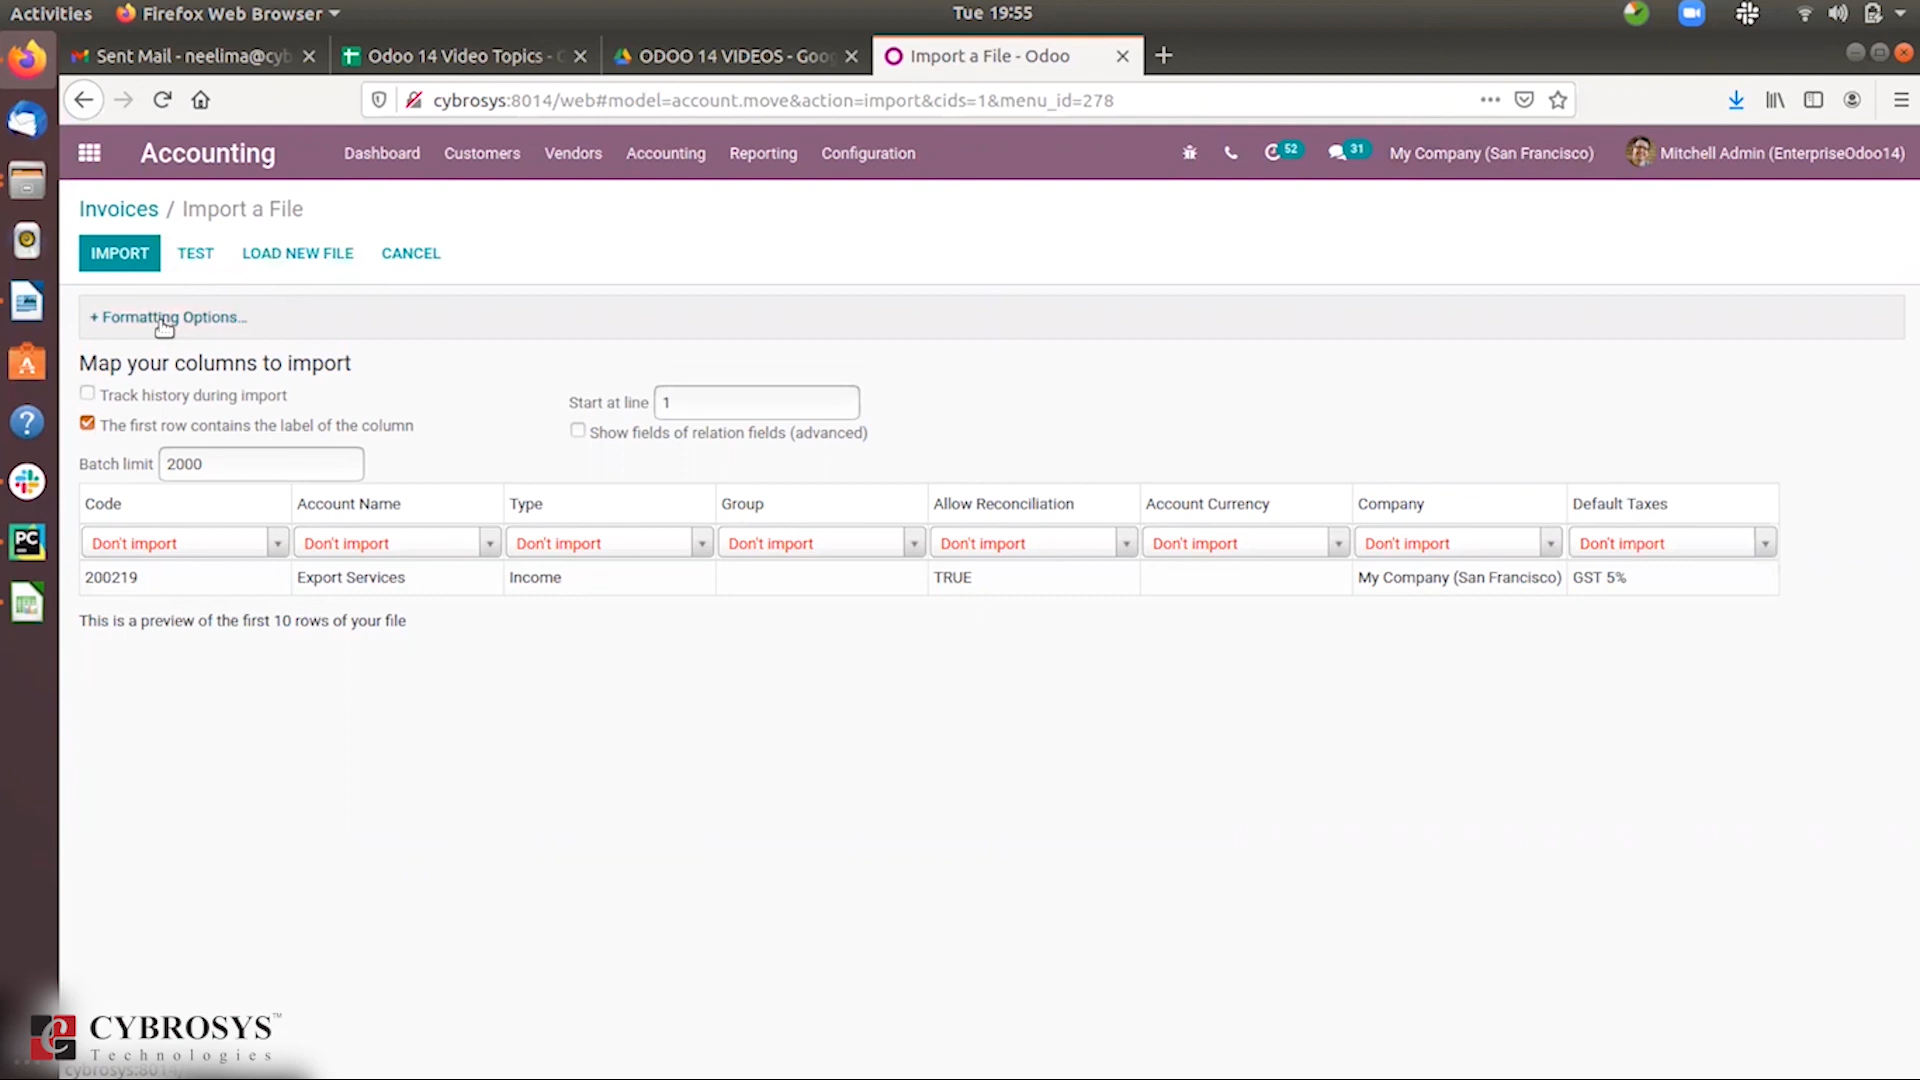 Activities Firefox Web Browser Tue 19:55
Sent Mail - neelima@cyb Odoo 14 Video Topics - ODOO 14 VIDEOS - Goo Import a File - Odoo
cybrosys:8014/web#model=account.move&action=import&cids=1&menu_id=278
Accounting Dashboard Customers Vendors Accounting Reporting Configuration 52 31 My Company (San Francisco) Mitchell Admin (EnterpriseOdoo14)
Invoices / Import a File
IMPORT TEST LOAD NEW FILE CANCEL
+ Formatting Options...
Map your columns to import
Track history during import
Start at line 1
The first row contains the label of the column
Show fields of relation fields (advanced)
Batch limit 2000
Code Account Name Type Group Allow Reconciliation Account Currency Company Default Taxes
Don't import Don't import Don't import Don't import Don't import Don't import Don't import Don't import
200219 Export Services Income TRUE My Company (San Francisco) GST 5%
This is a preview of the first 10 rows of your file
PC
CYBROSYS™
Technologies
cybrosys:8014/